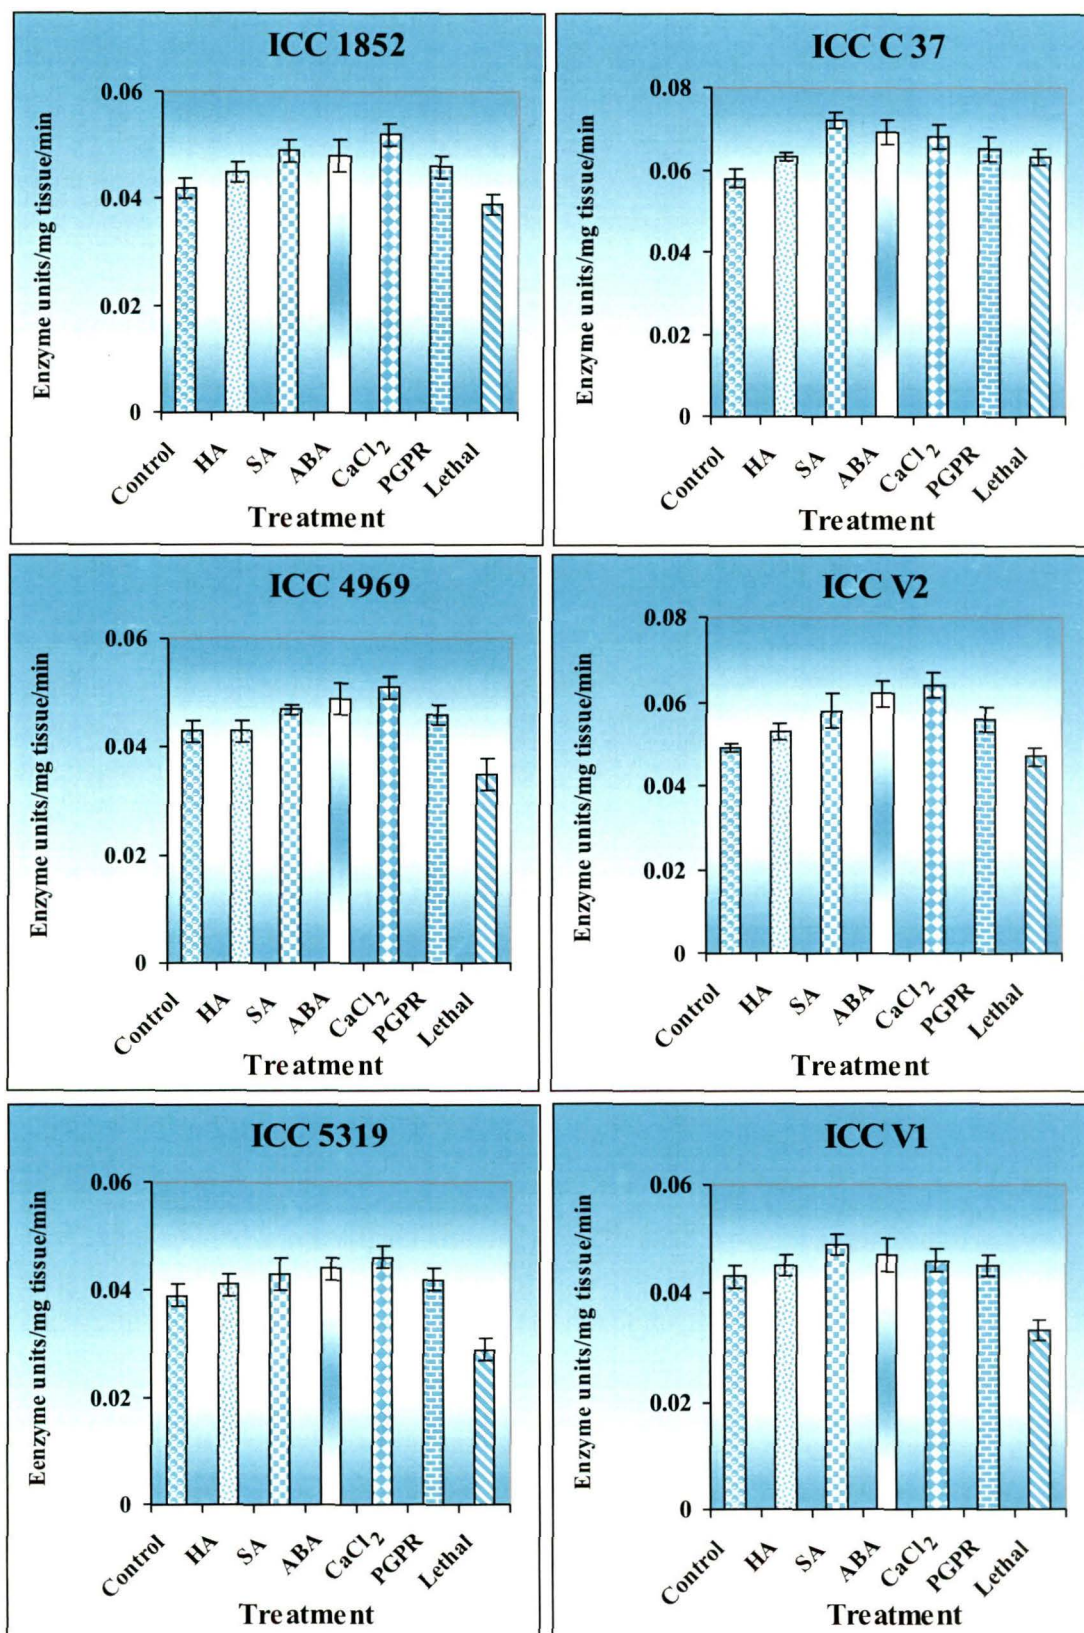 ICC 1852
Enzyme units/mg tissue/min
0.06
0.04
0.02
0
Control
HA
SA
ABA
CaCl2
PGPR
Lethal
Treatment
ICC C 37
Enzyme units/mg tissue/min
0.08
0.06
0.04
0.02
0
Control
HA
SA
ABA
CaCl2
PGPR
Lethal
Treatment
ICC 4969
Enzyme units/mg tissue/min
0.06
0.04
0.02
0
Control
HA
SA
ABA
CaCl2
PGPR
Lethal
Treatment
ICC V2
Enzyme units/mg tissue/min
0.08
0.06
0.04
0.02
0
Control
HA
SA
ABA
CaCl2
PGPR
Lethal
Treatment
ICC 5319
Eenzyme units/mg tissue/min
0.06
0.04
0.02
0
Control
HA
SA
ABA
CaCl2
PGPR
Lethal
Treatment
ICC V1
Enzyme units/mg tissue/min
0.06
0.04
0.02
0
Control
HA
SA
ABA
CaCl2
PGPR
Lethal
Treatment